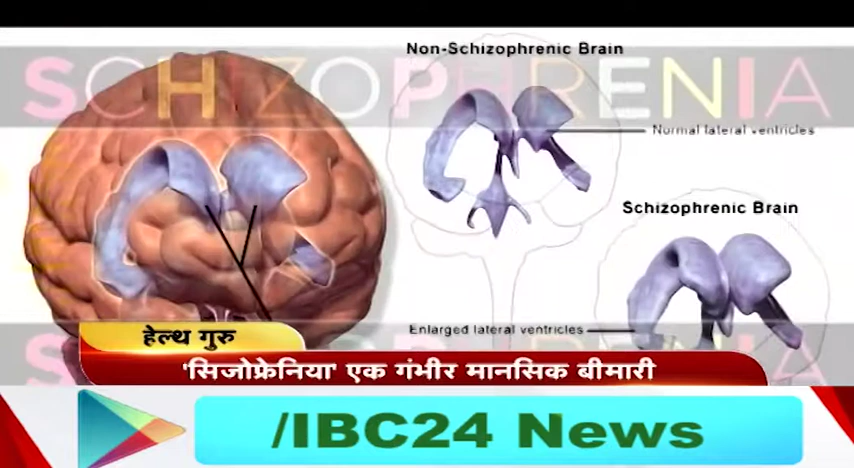 SCHIZOPHRENIA
Non-Schizophrenic Brain
Normal lateral ventricles
Schizophrenic Brain
Enlarged lateral ventricles
हेल्थ गुरु
'सिजोफ्रेनिया' एक गंभीर मानसिक बीमारी
/IBC24 News